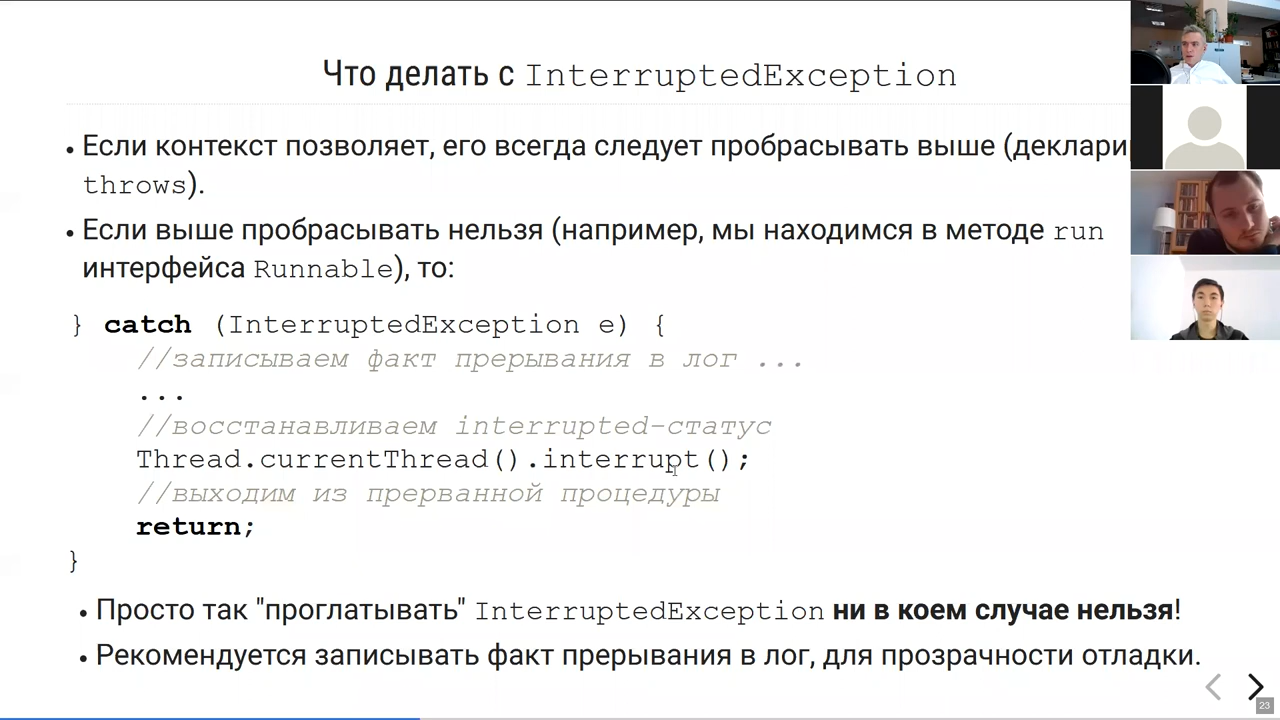 Что делать с InterruptedException
• Если контекст позволяет, его всегда следует пробрасывать выше (деклари
throws).
• Если выше пробрасывать нельзя (например, мы находимся в методе run
интерфейса Runnable), то:
} catch (InterruptedException e) {
//записываем факт прерывания в лог ...
...
//восстанавливаем interrupted-статус
Thread.currentThread().interrupt();
//выходим из прерванной процедуры
return;
}
• Просто так "проглатывать" InterruptedException ни в коем случае нельзя!
• Рекомендуется записывать факт прерывания в лог, для прозрачности отладки.
23